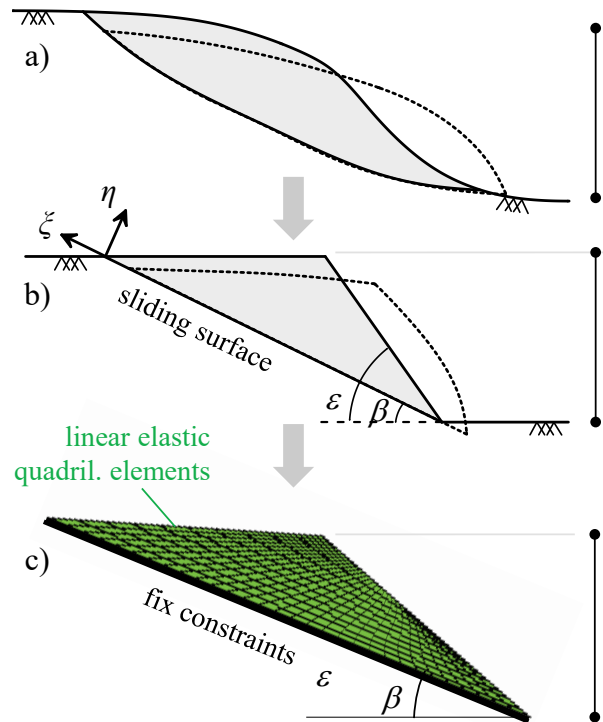 a)
η
ξ
b)
sliding surface
ε
β
linear elastic
quadril. elements
c)
fix constraints
ε
β